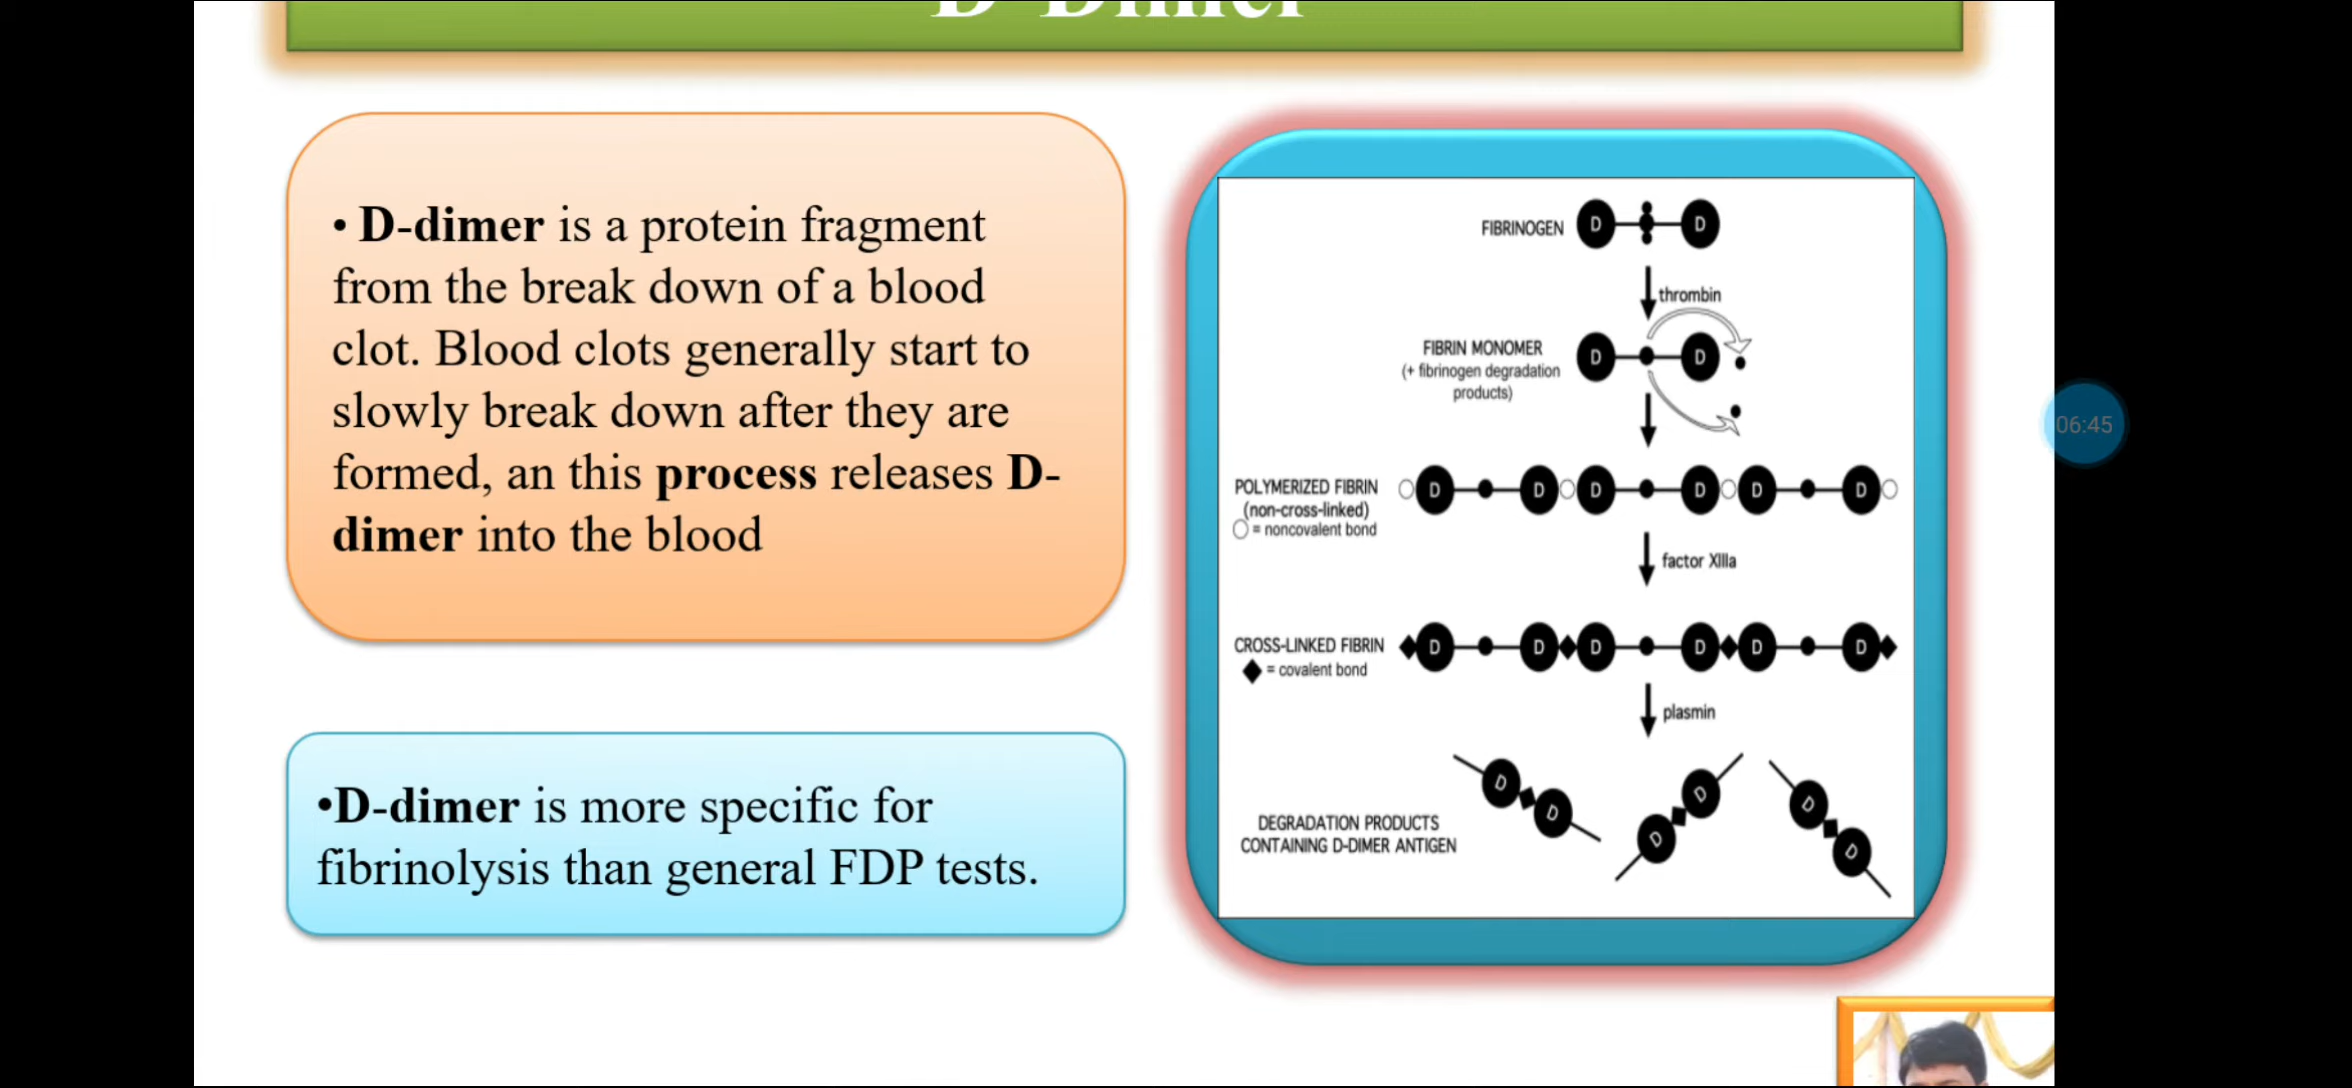 D-Dimer
• D-dimer is a protein fragment
from the break down of a blood
clot. Blood clots generally start to
slowly break down after they are
formed, an this process releases D-
dimer into the blood
•D-dimer is more specific for
fibrinolysis than general FDP tests.
FIBRINOGEN D D
thrombin
FIBRIN MONOMER
(+ fibrinogen degradation
products)
D D
POLYMERIZED FIBRIN
(non-cross-linked)
= noncovalent bond
D D D D D D
factor XIIIa
CROSS-LINKED FIBRIN
= covalent bond
D D D D D D
plasmin
DEGRADATION PRODUCTS
CONTAINING D-DIMER ANTIGEN
D D D D D D
06:45